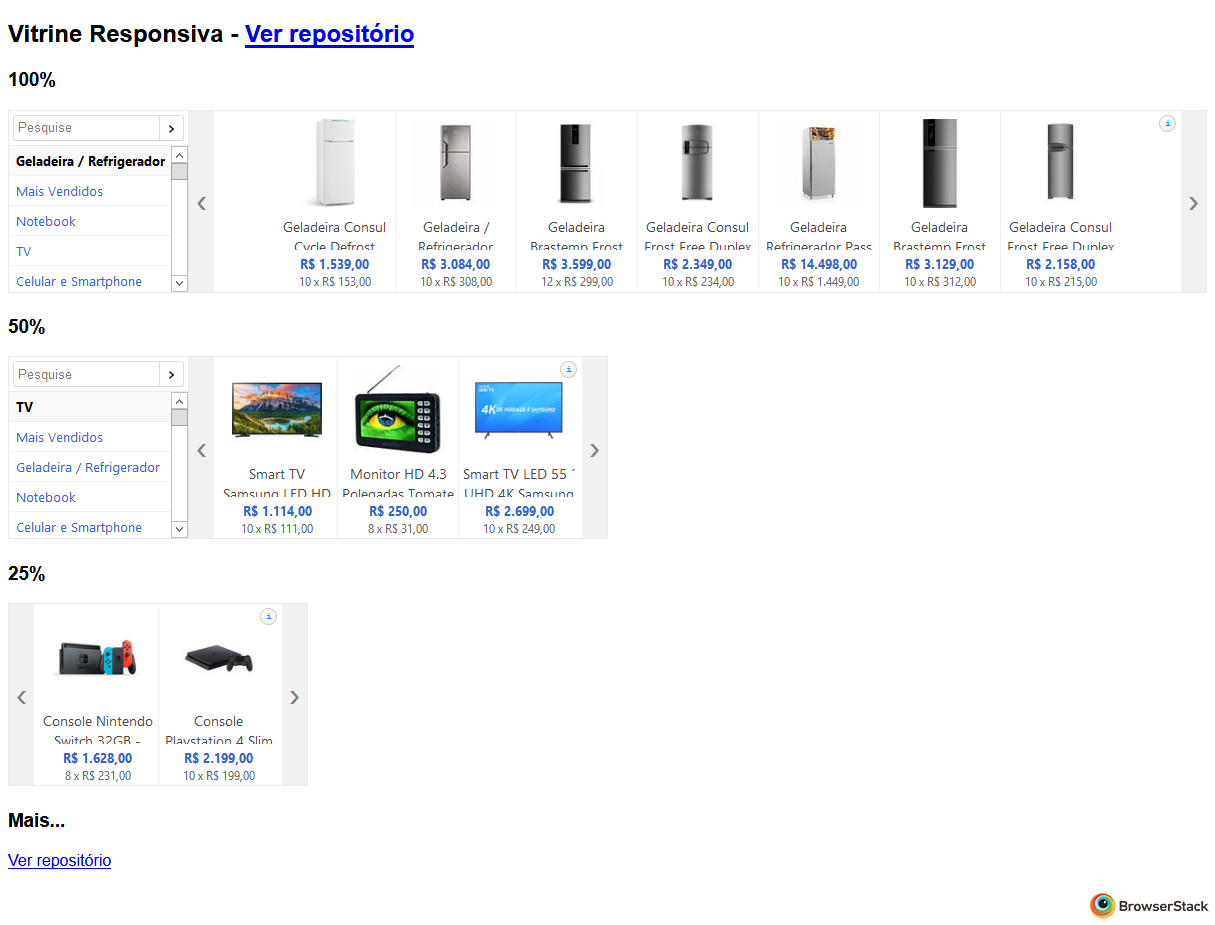 Vitrine Responsiva - Ver repositório
100%
Pesquise
Geladeira / Refrigerador
Mais Vendidos
Notebook
TV
Celular e Smartphone
Geladeira Consul
Cycle Defrost
R$ 1.539,00
10 x R$ 153,00
Geladeira /
Refrigerador
R$ 3.084,00
10 x R$ 308,00
Geladeira
Brastemp Frost
R$ 3.599,00
12 x R$ 299,00
Geladeira Consul
Frost Free Duplex
R$ 2.349,00
10 x R$ 234,00
Geladeira
Refrigerador Pass
R$ 14.498,00
10 x R$ 1.449,00
Geladeira
Brastemp Frost
R$ 3.129,00
10 x R$ 312,00
Geladeira Consul
Frost Free Duplex
R$ 2.158,00
10 x R$ 215,00
50%
Pesquise
TV
Mais Vendidos
Geladeira / Refrigerador
Notebook
Celular e Smartphone
Smart TV
Samsung LED HD
R$ 1.114,00
10 x R$ 111,00
Monitor HD 4.3
Polegadas Tomate
R$ 250,00
8 x R$ 31,00
4K DE VERDADE É SAMSUNG
Smart TV LED 55
UHD 4K Samsung
R$ 2.699,00
10 x R$ 249,00
25%
Console Nintendo
Switch 32GB -
R$ 1.628,00
8 x R$ 231,00
Console
Playstation 4 Slim
R$ 2.199,00
10 x R$ 199,00
Mais...
Ver repositório
BrowserStack